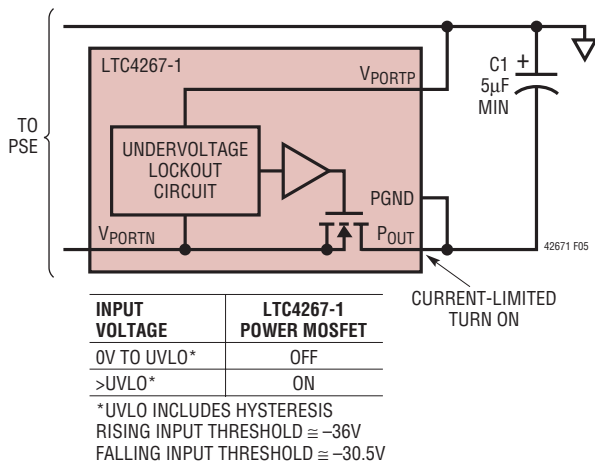 LTC4267-1
VPORTP
C1 +
5µF
MIN
TO
PSE
UNDERVOLTAGE
LOCKOUT
CIRCUIT
PGND
VPORTN
POUT
42671 F05
CURRENT-LIMITED
TURN ON
INPUT
VOLTAGE
LTC4267-1
POWER MOSFET
0V TO UVLO*
OFF
>UVLO*
ON
*UVLO INCLUDES HYSTERESIS
RISING INPUT THRESHOLD ≅ –36V
FALLING INPUT THRESHOLD ≅ –30.5V